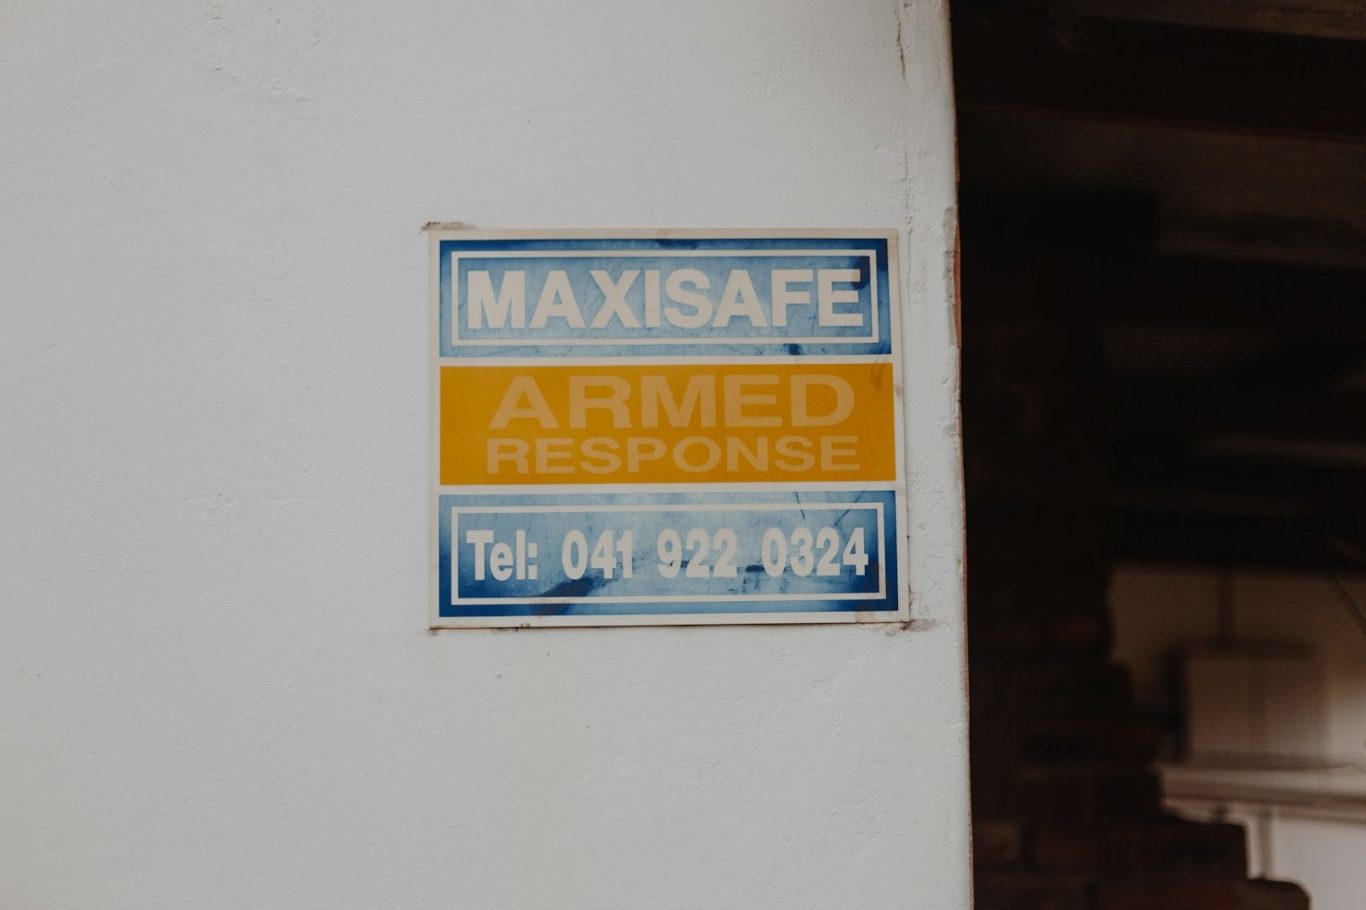 MAXISAFE
ARMED
RESPONSE
Tel: 041 922 0324